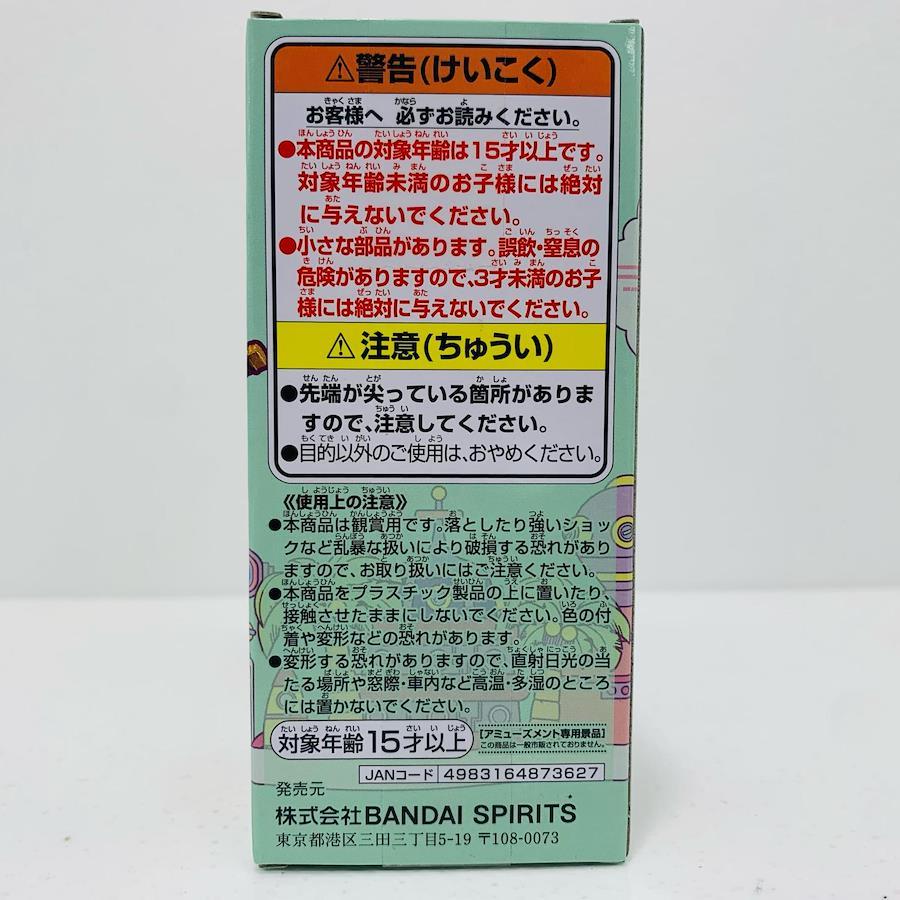 ⚠警告(けいこく)
お客様へ 必ずお読みください。
●本商品の対象年齢は15才以上です。
対象年齢未満のお子様には絶対
に与えないでください。
●小さな部品があります。誤飲・窒息の
危険がありますので、3才未満のお子
様には絶対に与えないでください。
⚠注意(ちゅうい)
●先端が尖っている箇所がありま
すので、注意してください。
●目的以外のご使用は、おやめください。
《使用上の注意》
●本商品は観賞用です。落としたり強いショッ
クなど乱暴な扱いにより破損する恐れがあり
ますので、お取り扱いにはご注意ください。
●本商品をプラスチック製品の上に置いたり、
接触させたままにしないでください。色の付
着や変形などの恐れがあります。
●変形する恐れがありますので、直射日光の当
たる場所や窓際・車内など高温・多湿のところ
には置かないでください。
対象年齢15才以上
【アミューズメント専用景品】
この商品は一般市販されておりません。
JANコード 4983164873627
発売元
株式会社BANDAI SPIRITS
東京都港区三田三丁目5-19 〒108-0073